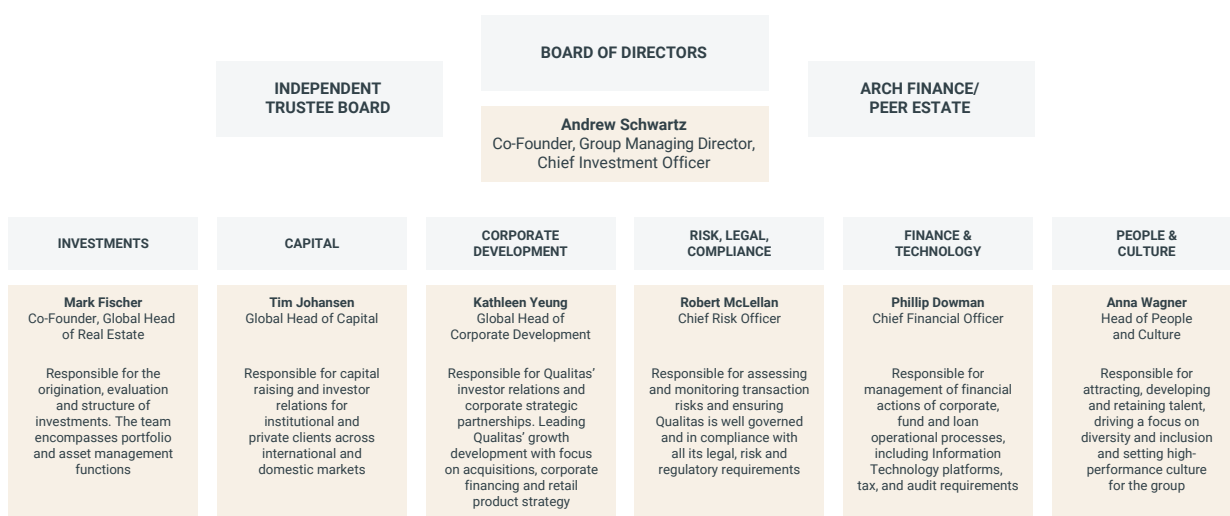 BOARD OF DIRECTORS
INDEPENDENT
TRUSTEE BOARD
ARCH FINANCE/
PEER ESTATE
Andrew Schwartz
Co-Founder, Group Managing Director,
Chief Investment Officer
INVESTMENTS
Mark Fischer
Co-Founder, Global Head
of Real Estate
Responsible for the
origination, evaluation
and structure of
investments. The team
encompasses portfolio
and asset management
functions
CAPITAL
Tim Johansen
Global Head of Capital
Responsible for capital
raising and investor
relations for
institutional and
private clients across
international and
domestic markets
CORPORATE
DEVELOPMENT
Kathleen Yeung
Global Head of
Corporate Development
Responsible for Qualitas’
investor relations and
corporate strategic
partnerships. Leading
Qualitas’ growth
development with focus
on acquisitions, corporate
financing and retail
product strategy
RISK, LEGAL,
COMPLIANCE
Robert McLellan
Chief Risk Officer
Responsible for assessing
and monitoring transaction
risks and ensuring
Qualitas is well governed
and in compliance with
all its legal, risk and
regulatory requirements
FINANCE &
TECHNOLOGY
Phillip Dowman
Chief Financial Officer
Responsible for
management of financial
actions of corporate,
fund and loan
operational processes,
including Information
Technology platforms,
tax, and audit requirements
PEOPLE &
CULTURE
Anna Wagner
Head of People
and Culture
Responsible for
attracting, developing
and retaining talent,
driving a focus on
diversity and inclusion
and setting high-
performance culture
for the group